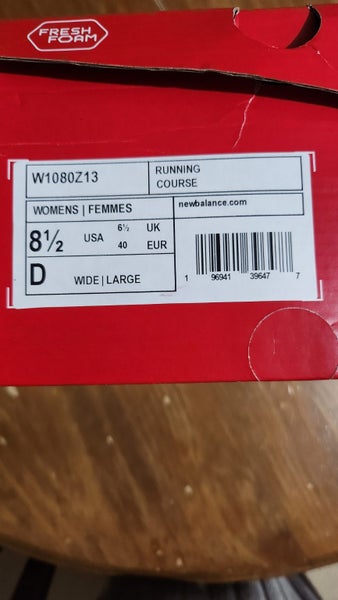 FRESH
FOAM
W1080Z13
RUNNING
COURSE
WOMENS | FEMMES
newbalance.com
8½ USA 6½ UK
40 EUR
D WIDE | LARGE
1 96941 39647 7